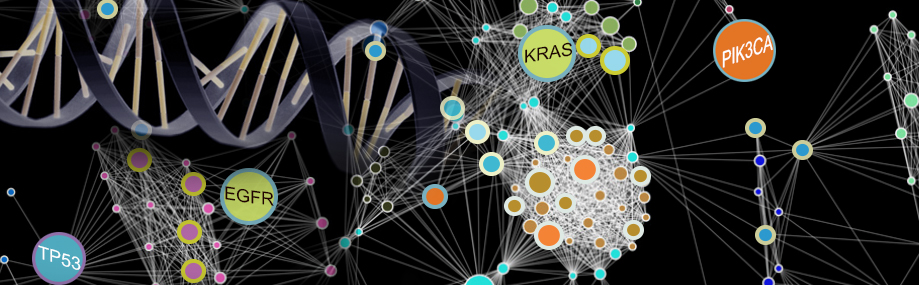 KRAS
PIK3CA
EGFR
TP53